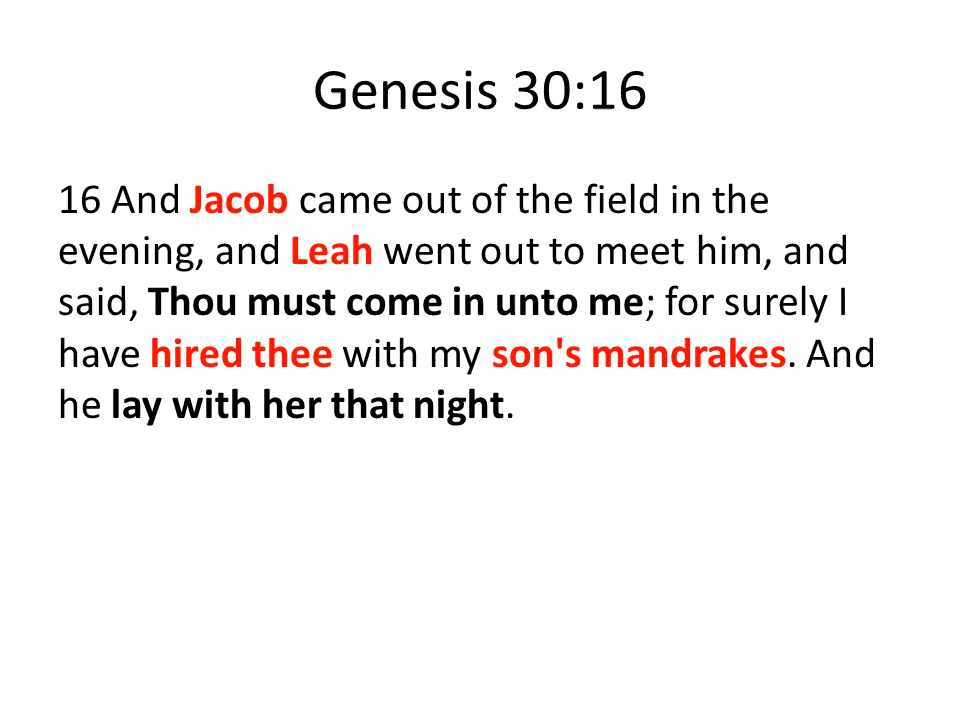 Genesis 30:16
16 And Jacob came out of the field in the
evening, and Leah went out to meet him, and
said, Thou must come in unto me; for surely I
have hired thee with my son's mandrakes. And
he lay with her that night.